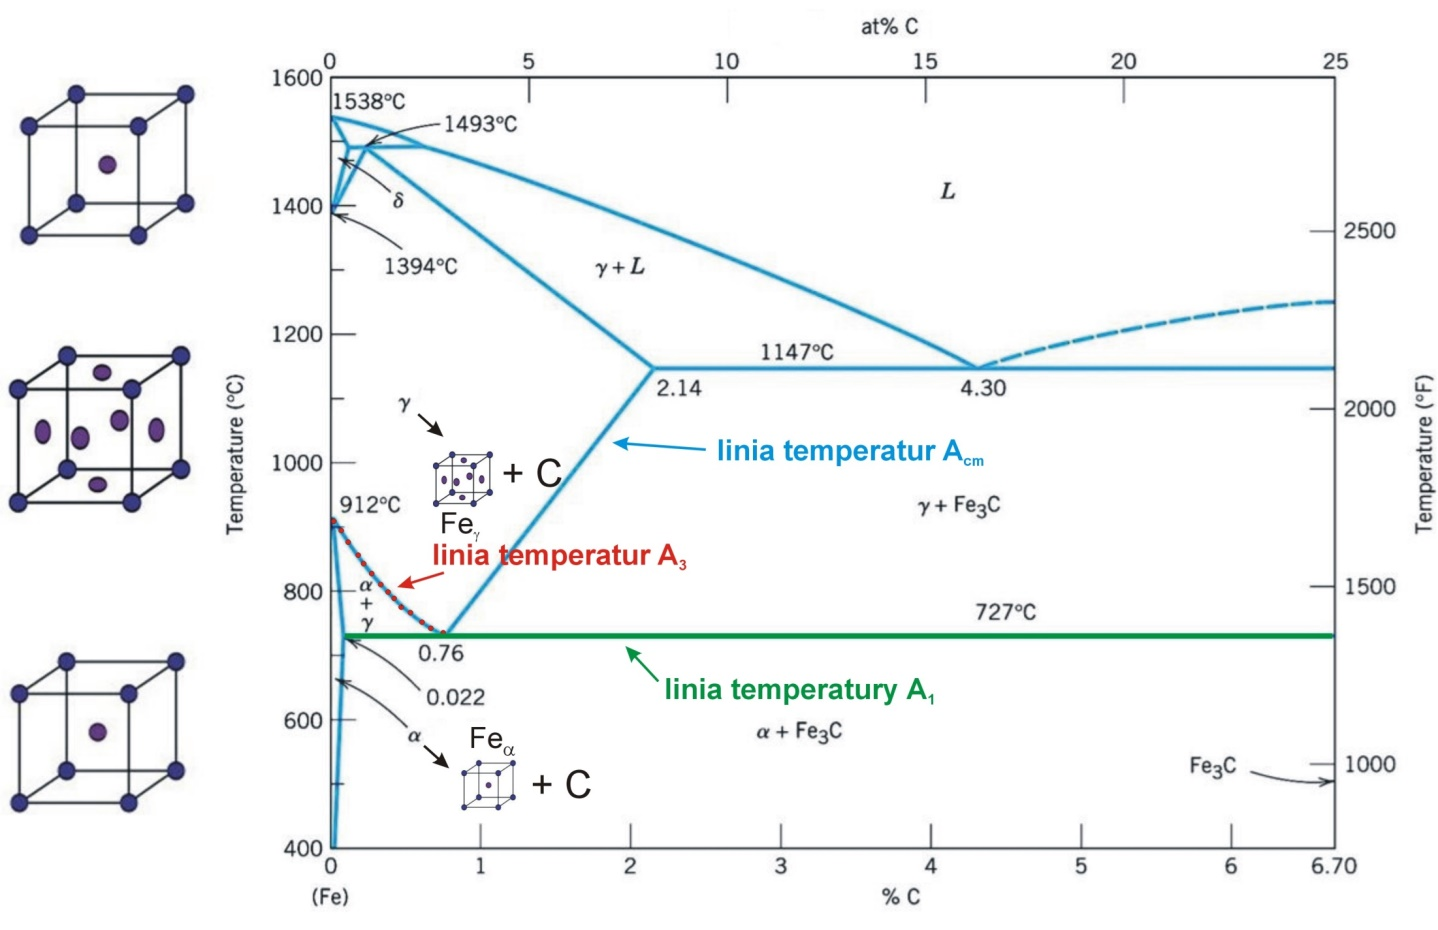 at% C
0 5 10 15 20 25
1600
1538°C
1493°C
δ
L
1400
2500
1394°C
γ + L
1200
1147°C
2.14 4.30
Temperature (°C)
Temperature (°F)
γ
2000
linia temperatur Acm
1000
+ C
912°C
Feγ
γ + Fe3C
linia temperatur A3
800
α
+
γ
1500
727°C
0.76
0.022
linia temperatury A1
600
α
Feα
α + Fe3C
+ C
Fe3C
1000
400
0 1 2 3 4 5 6 6.70
(Fe)
% C